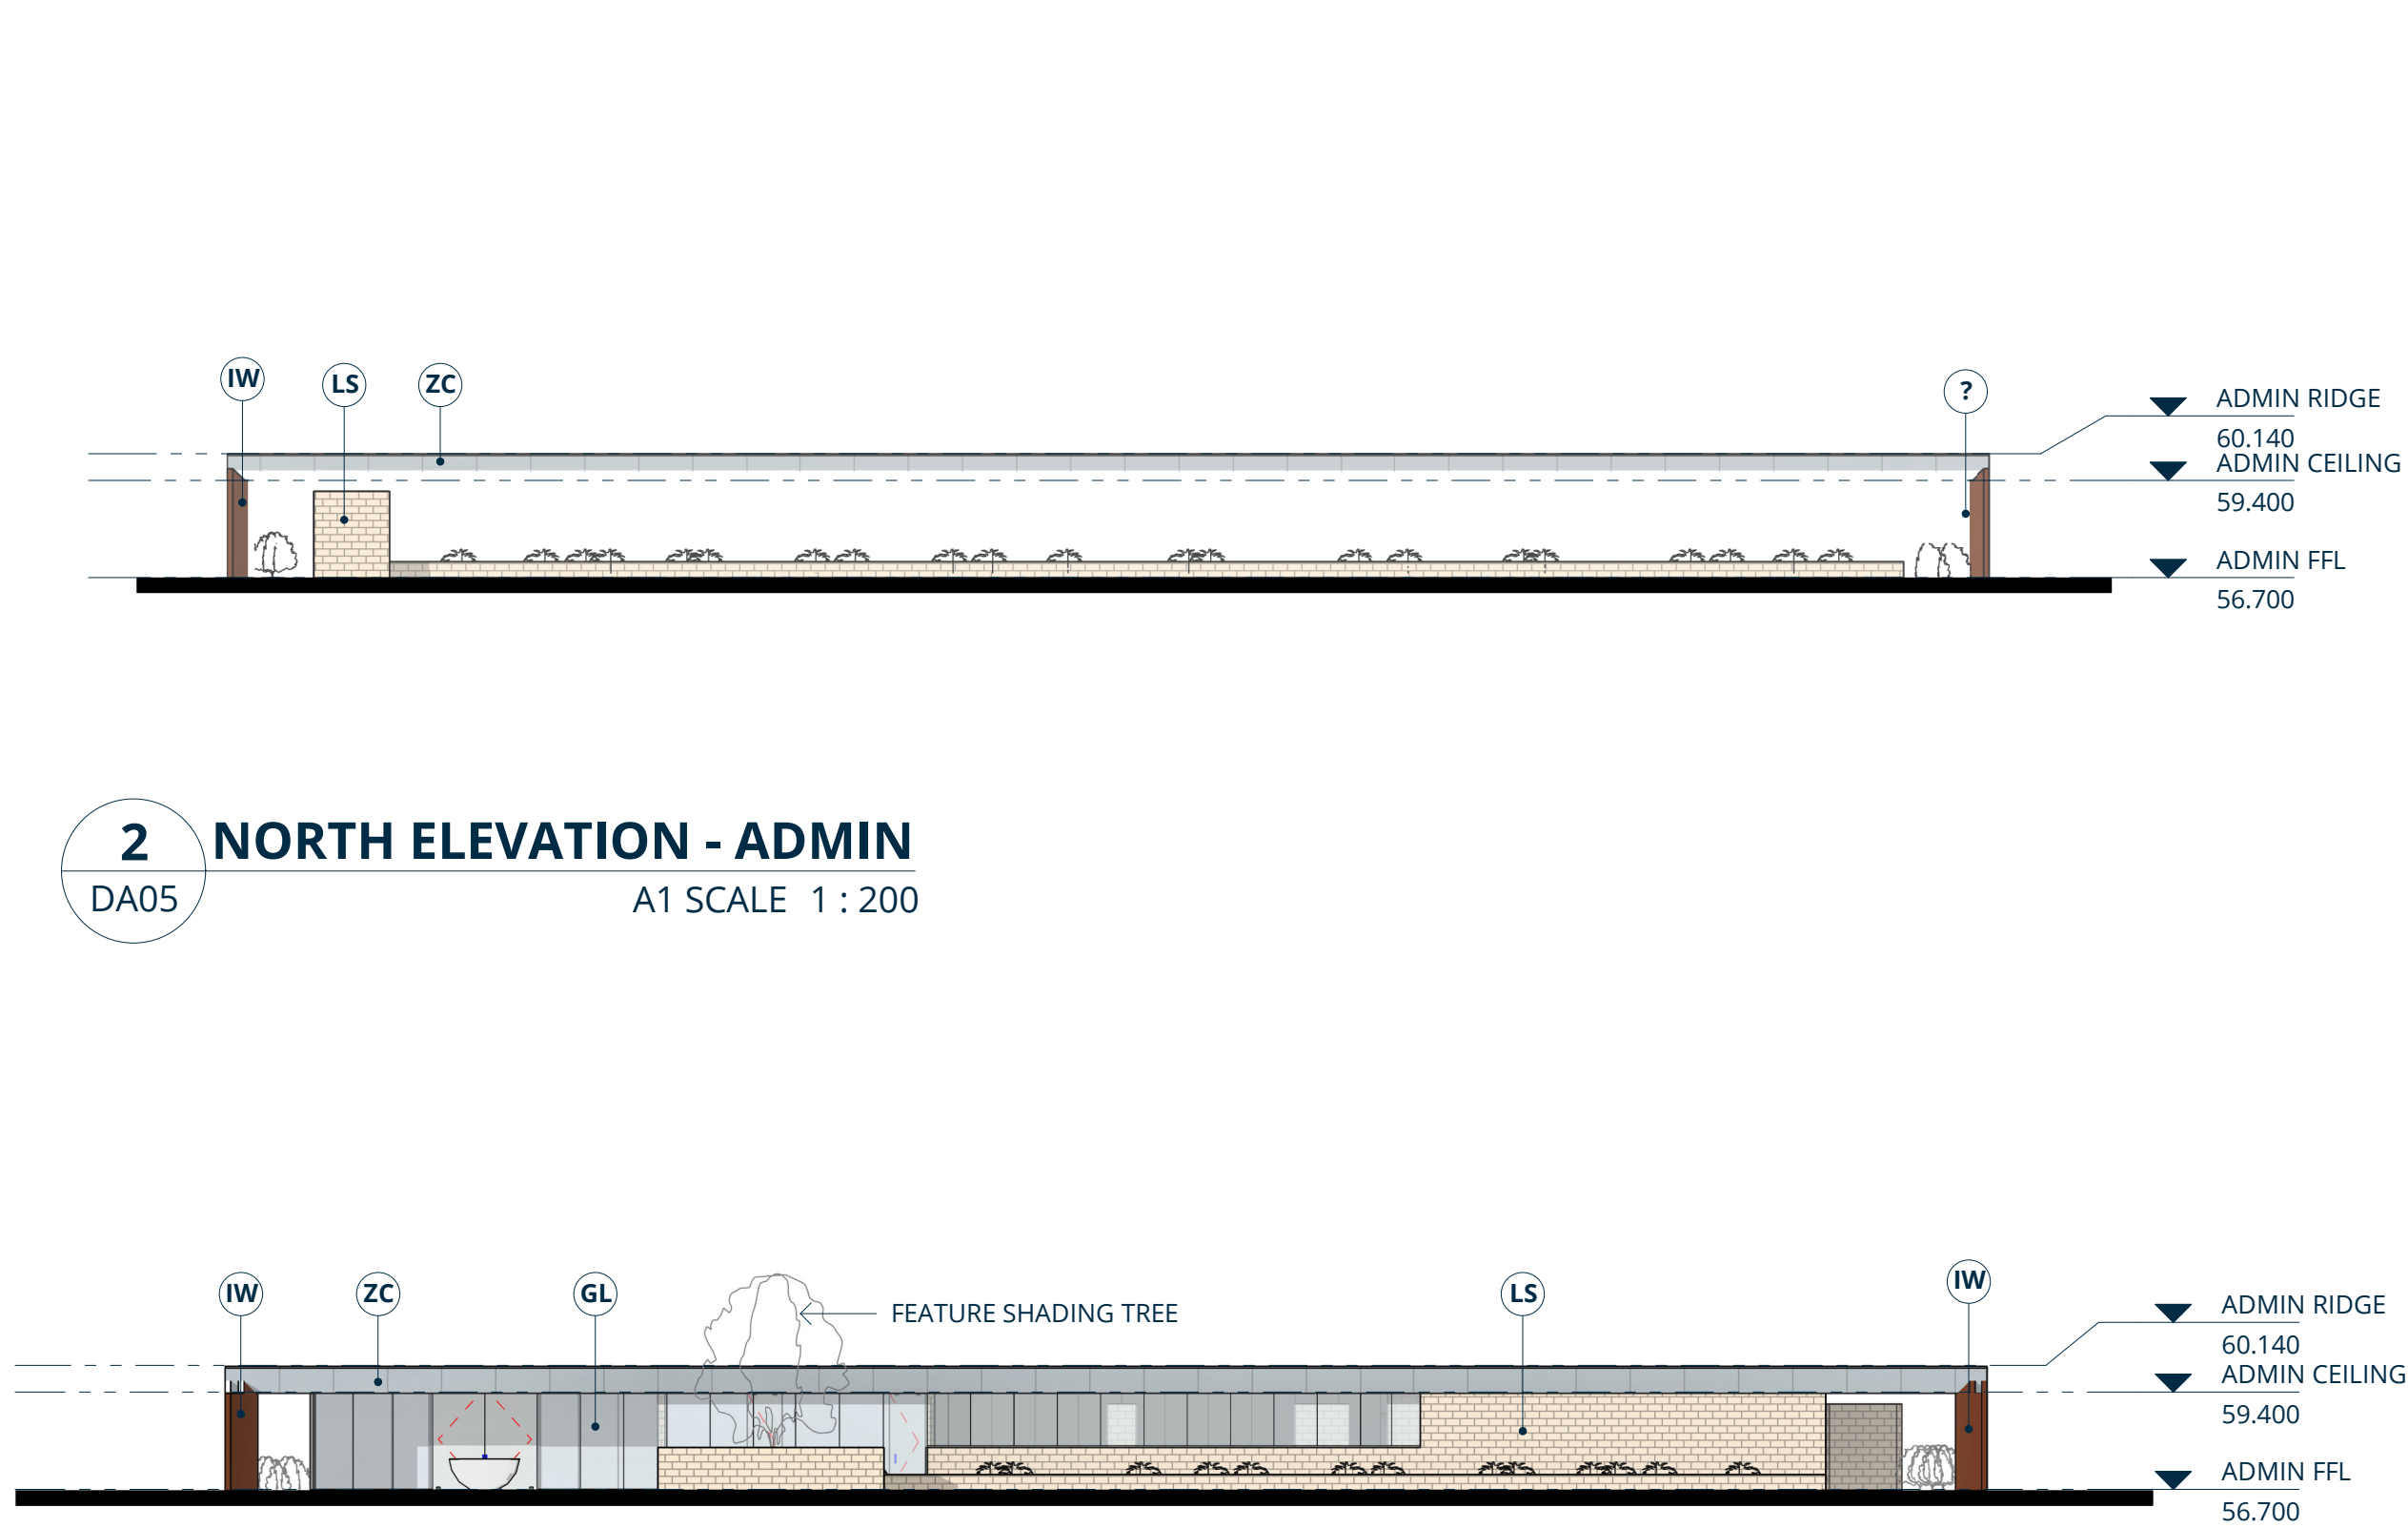 IW
LS
ZC
?
ADMIN RIDGE
60.140
ADMIN CEILING
59.400
ADMIN FFL
56.700
2
NORTH ELEVATION - ADMIN
DA05
A1 SCALE 1 : 200
IW
ZC
GL
FEATURE SHADING TREE
LS
IW
ADMIN RIDGE
60.140
ADMIN CEILING
59.400
ADMIN FFL
56.700